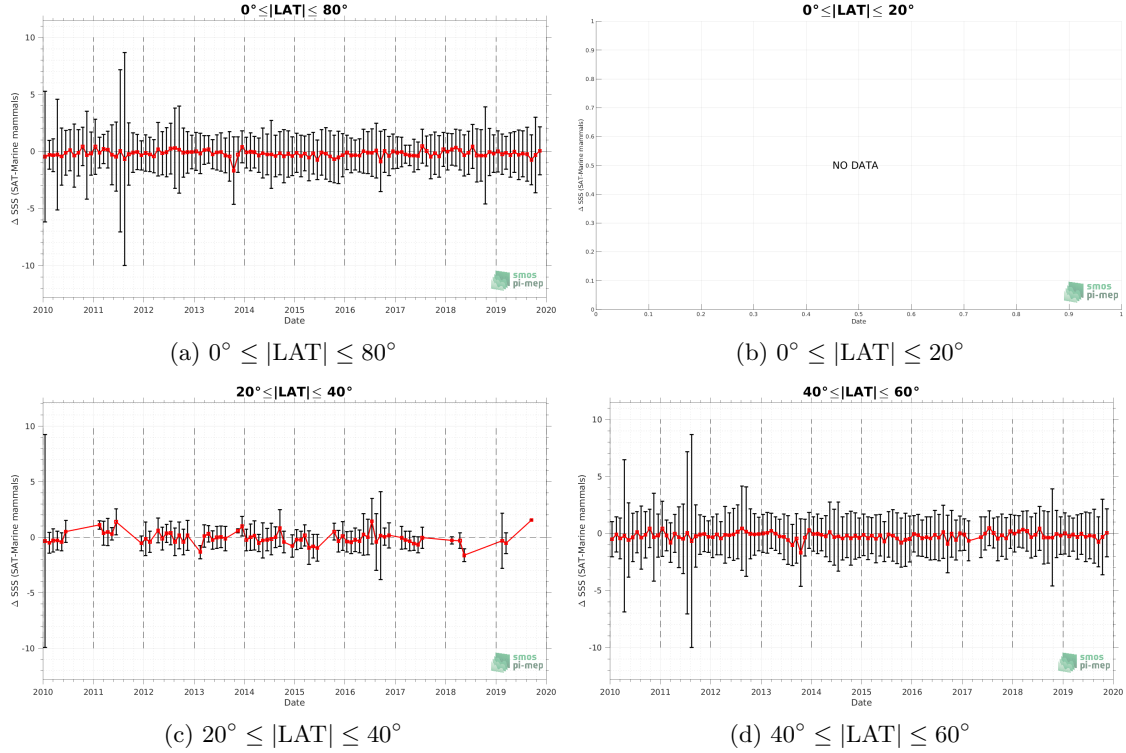 0°≤|LAT|≤ 80°
Δ SSS (SAT-Marine mammals)
10
5
0
-5
-10
2010 2011 2012 2013 2014 2015 2016 2017 2018 2019 2020
Date
smos
pi-mep
(a) 0° ≤ |LAT| ≤ 80°
0°≤|LAT|≤ 20°
Δ SSS (SAT-Marine mammals)
1
0.9
0.8
0.7
0.6
0.5
0.4
0.3
0.2
0.1
0
NO DATA
0 0.1 0.2 0.3 0.4 0.5 0.6 0.7 0.8 0.9 1
Date
smos
pi-mep
(b) 0° ≤ |LAT| ≤ 20°
20°≤|LAT|≤ 40°
Δ SSS (SAT-Marine mammals)
10
5
0
-5
-10
2010 2011 2012 2013 2014 2015 2016 2017 2018 2019 2020
Date
smos
pi-mep
(c) 20° ≤ |LAT| ≤ 40°
40°≤|LAT|≤ 60°
Δ SSS (SAT-Marine mammals)
10
5
0
-5
-10
2010 2011 2012 2013 2014 2015 2016 2017 2018 2019 2020
Date
smos
pi-mep
(d) 40° ≤ |LAT| ≤ 60°